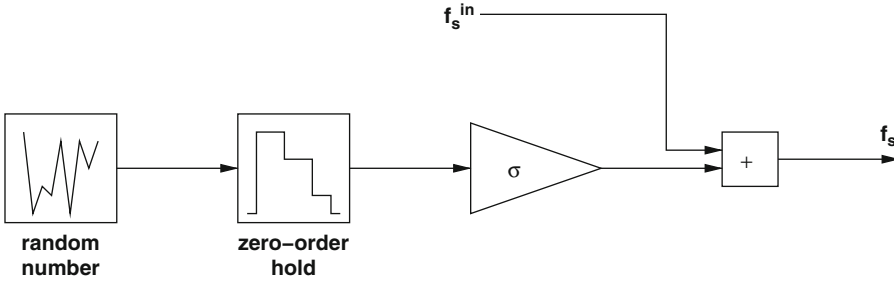 f_s^in
f_s
σ
+
random
number
zero−order
hold